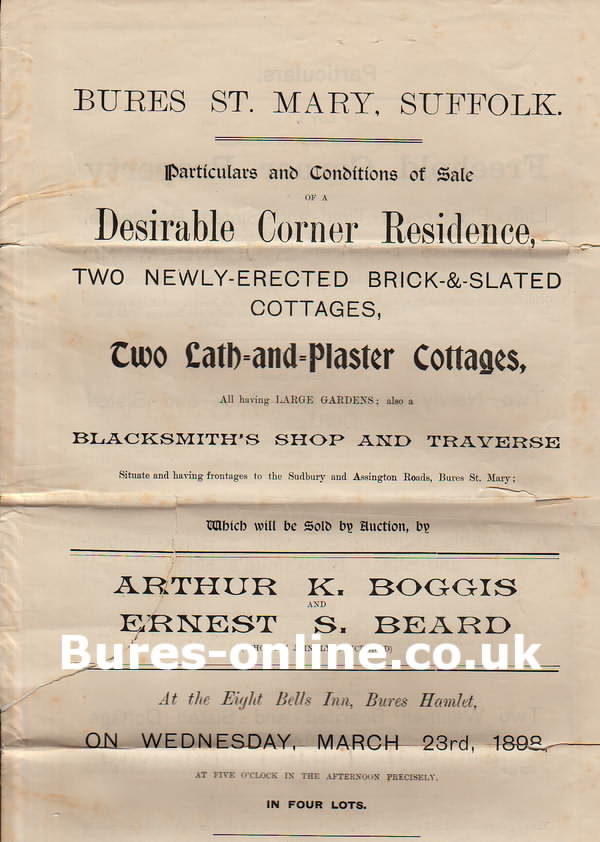 BURES ST. MARY, SUFFOLK.
Particulars and Conditions of Sale
OF A
Desirable Corner Residence,
TWO NEWLY-ERECTED BRICK-&-SLATED
COTTAGES,
Two Lath-and-Plaster Cottages,
All having LARGE GARDENS; also a
BLACKSMITH'S SHOP AND TRAVERSE
Situate and having frontages to the Sudbury and Assington Roads, Bures St. Mary;
Which will be Sold by Auction, by
ARTHUR K. BOGGIS
AND
ERNEST S. BEARD
Bures-online.co.uk
At the Eight Bells Inn, Bures Hamlet,
ON WEDNESDAY, MARCH 23rd, 1898,
AT FIVE O'CLOCK IN THE AFTERNOON PRECISELY.
IN FOUR LOTS.